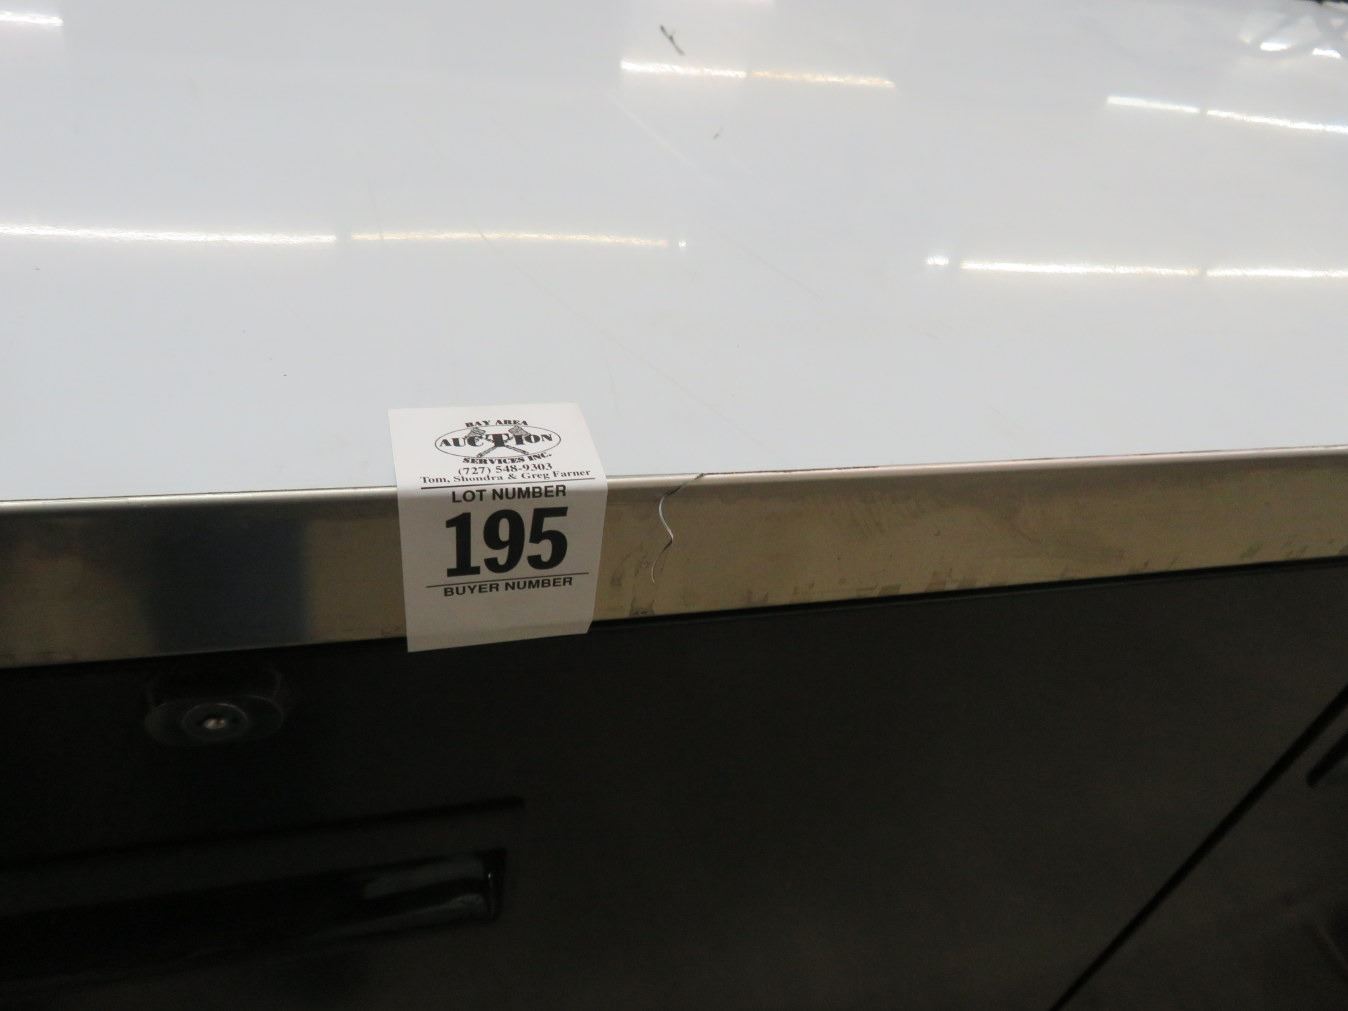 BAY AREA
AUCTION
SERVICES INC.
(727) 548-9303
Tom, Shondra & Greg Farner
LOT NUMBER
195
BUYER NUMBER